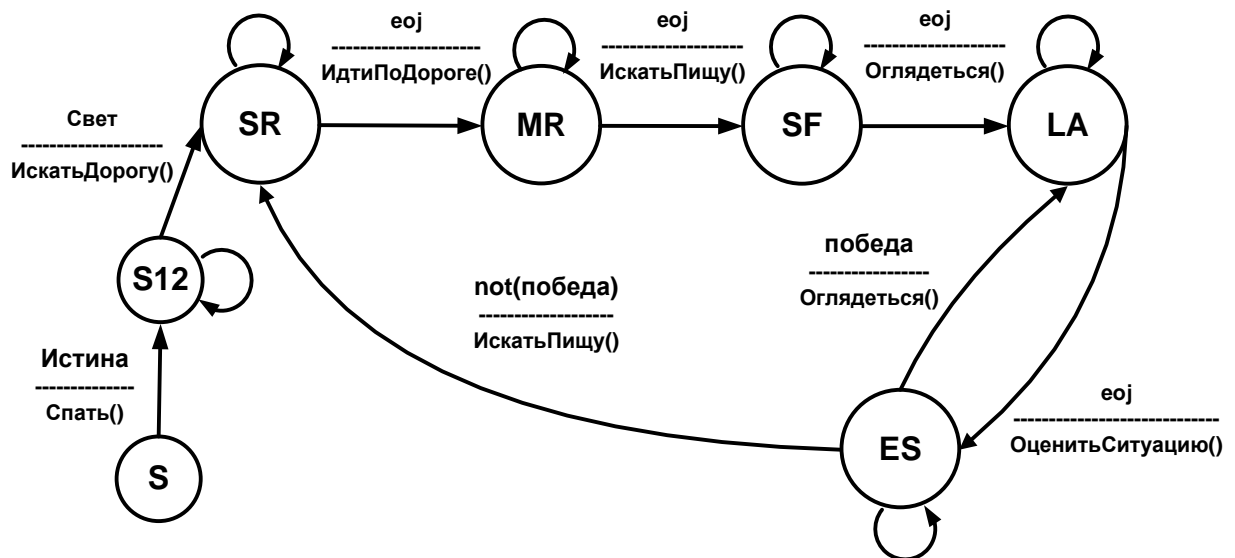 eoj
---------------------
ИдтиПоДороге()
eoj
-------------------
ИскатьПищу()
eoj
--------------------
Оглядеться()
Свет
--------------------
ИскатьДорогу()
SR
MR
SF
LA
S12
победа
-----------------
Оглядеться()
not(победа)
-------------------
ИскатьПищу()
Истина
--------------
Спать()
eoj
-----------------------------
ОценитьСитуацию()
S
ES